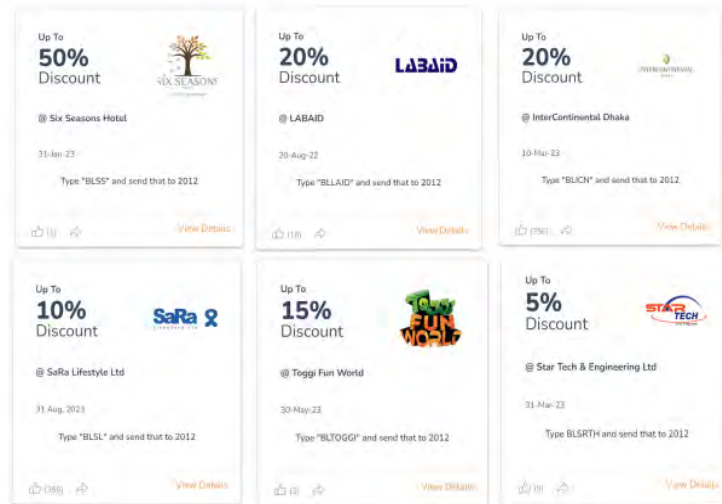 Up To
50%
Discount
SIX SEASONS
@ Six Seasons Hotel
31-Jan-23
Type "BLSS" and send that to 2012
(1)
View Details
Up To
20%
Discount
LABAID
@ LABAID
20-Aug-22
Type "BLLAID" and send that to 2012
(18)
View Details
Up To
20%
Discount
INTERCONTINENTAL
@ InterContinental Dhaka
10-Mar-23
Type "BLICN" and send that to 2012
View Details
Up To
10%
Discount
SaRa
@ SaRa Lifestyle Ltd
31 Aug, 2023
Type "BLSL" and send that to 2012
View Details
Up To
15%
Discount
Toggi
FUN
WORLD
@ Toggi Fun World
30-May-23
Type "BLTOGGI" and send that to 2012
(3)
View Details
Up To
5%
Discount
STAR
TECH
@ Star Tech & Engineering Ltd
31-Mar-23
Type BLSRTH and send that to 2012
(9)
View Details